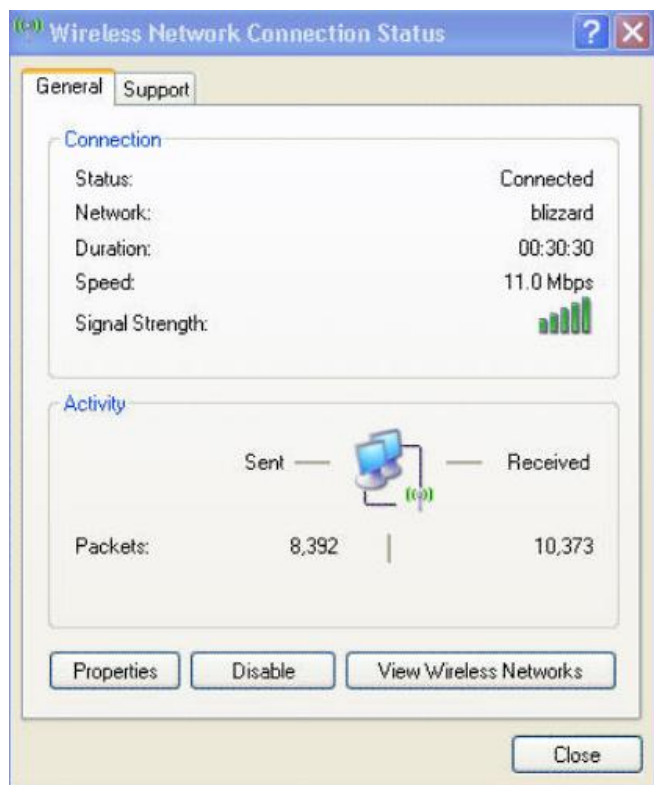 Wireless Network Connection Status
General Support
Connection
Status: Connected
Network: blizzard
Duration: 00:30:30
Speed: 11.0 Mbps
Signal Strength:
Activity
Sent Received
Packets: 8,392 10,373
Properties Disable View Wireless Networks
Close